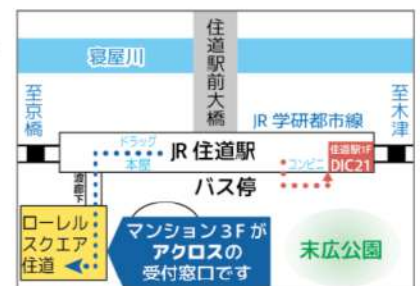 住道駅前大橋
寝屋川
至京橋
JR 学研都市線
至木津
ドラッグ
本屋
JR 住道駅
コンビニ
住道駅1F
DIC21
バス停
渡廊下
ローレル
スクエア
住道
マンション3Fが
アクロスの
受付窓口です
末広公園